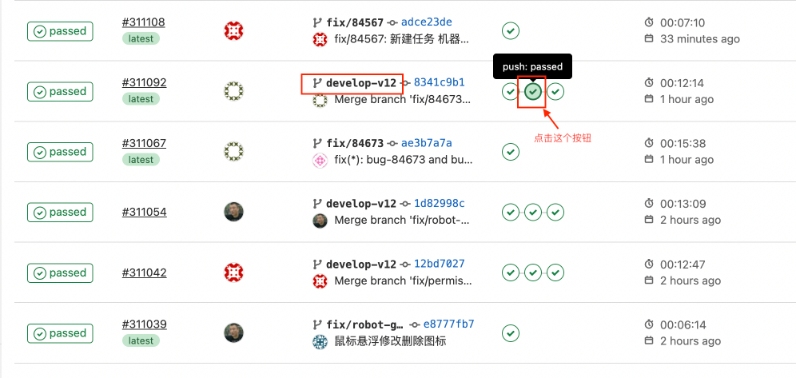 passed #311108 fix/84567 adce23de 00:07:10
latest fix/84567: 新建任务 机器... 33 minutes ago
push: passed
passed #311092 develop-v12 8341c9b1 00:12:14
latest Merge branch 'fix/84673... 1 hour ago
点击这个按钮
passed #311067 fix/84673 ae3b7a7a 00:15:38
latest fix(*): bug-84673 and bu... 1 hour ago
passed #311054 develop-v12 1d82998c 00:13:09
Merge branch 'fix/robot-... 2 hours ago
passed #311042 develop-v12 12bd7027 00:12:47
Merge branch 'fix/permis... 2 hours ago
passed #311039 fix/robot-g... e8777fb7 00:06:14
latest 鼠标悬浮修改删除图标 2 hours ago